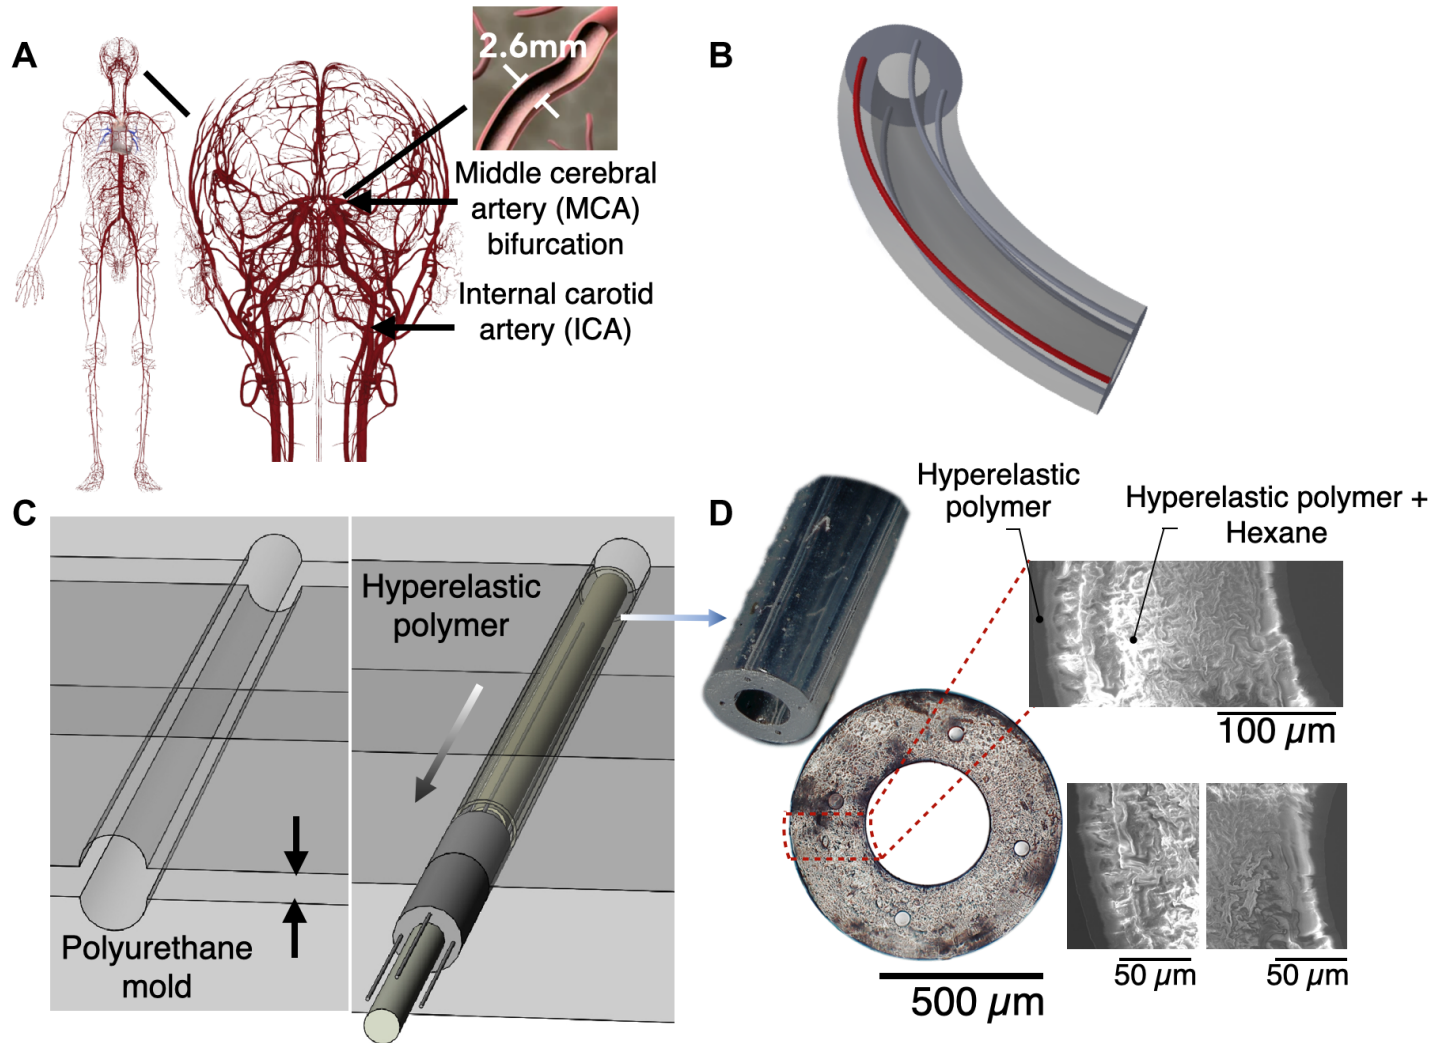 A
2.6mm
Middle cerebral
artery (MCA)
bifurcation
Internal carotid
artery (ICA)
B
C
Hyperelastic
polymer
Polyurethane
mold
D
Hyperelastic
polymer
Hyperelastic polymer +
Hexane
100 µm
50 µm
50 µm
500 µm